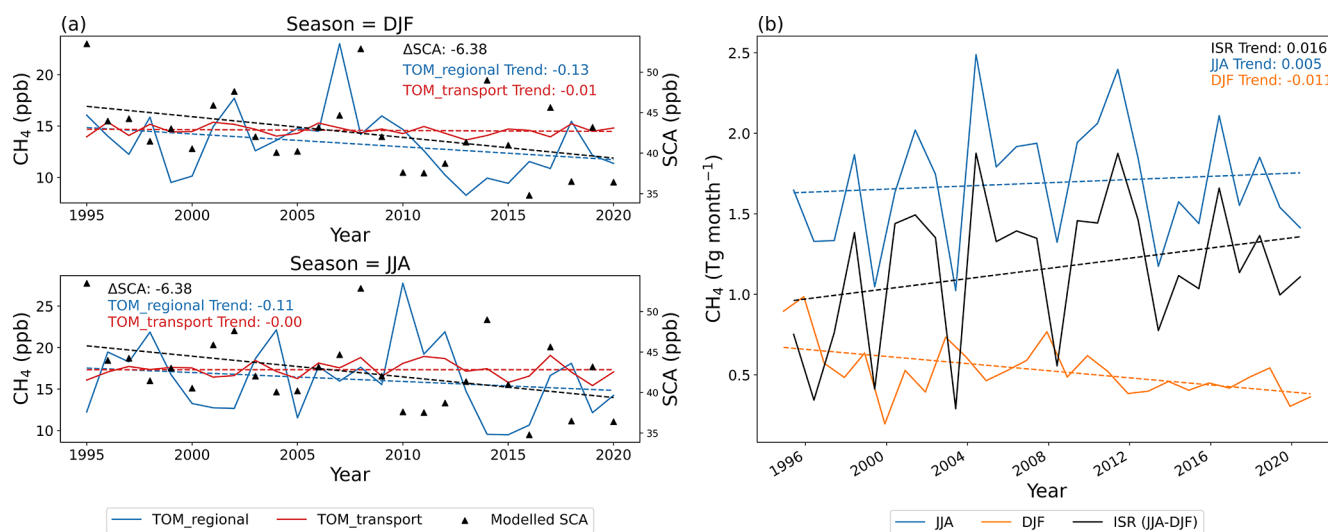 (a)
Season = DJF
ΔSCA: -6.38
TOM_regional Trend: -0.13
TOM_transport Trend: -0.01
CH₄ (ppb)
20
15
10
SCA (ppb)
50
45
40
35
1995 2000 2005 2010 2015 2020
Year
Season = JJA
ΔSCA: -6.38
TOM_regional Trend: -0.11
TOM_transport Trend: -0.00
CH₄ (ppb)
25
20
15
10
SCA (ppb)
50
45
40
35
1995 2000 2005 2010 2015 2020
Year
TOM_regional TOM_transport Modelled SCA
(b)
ISR Trend: 0.016
JJA Trend: 0.005
DJF Trend: -0.011
CH₄ (Tg month⁻¹)
2.5
2.0
1.5
1.0
0.5
1996 2000 2004 2008 2012 2016 2020
Year
JJA DJF ISR (JJA-DJF)